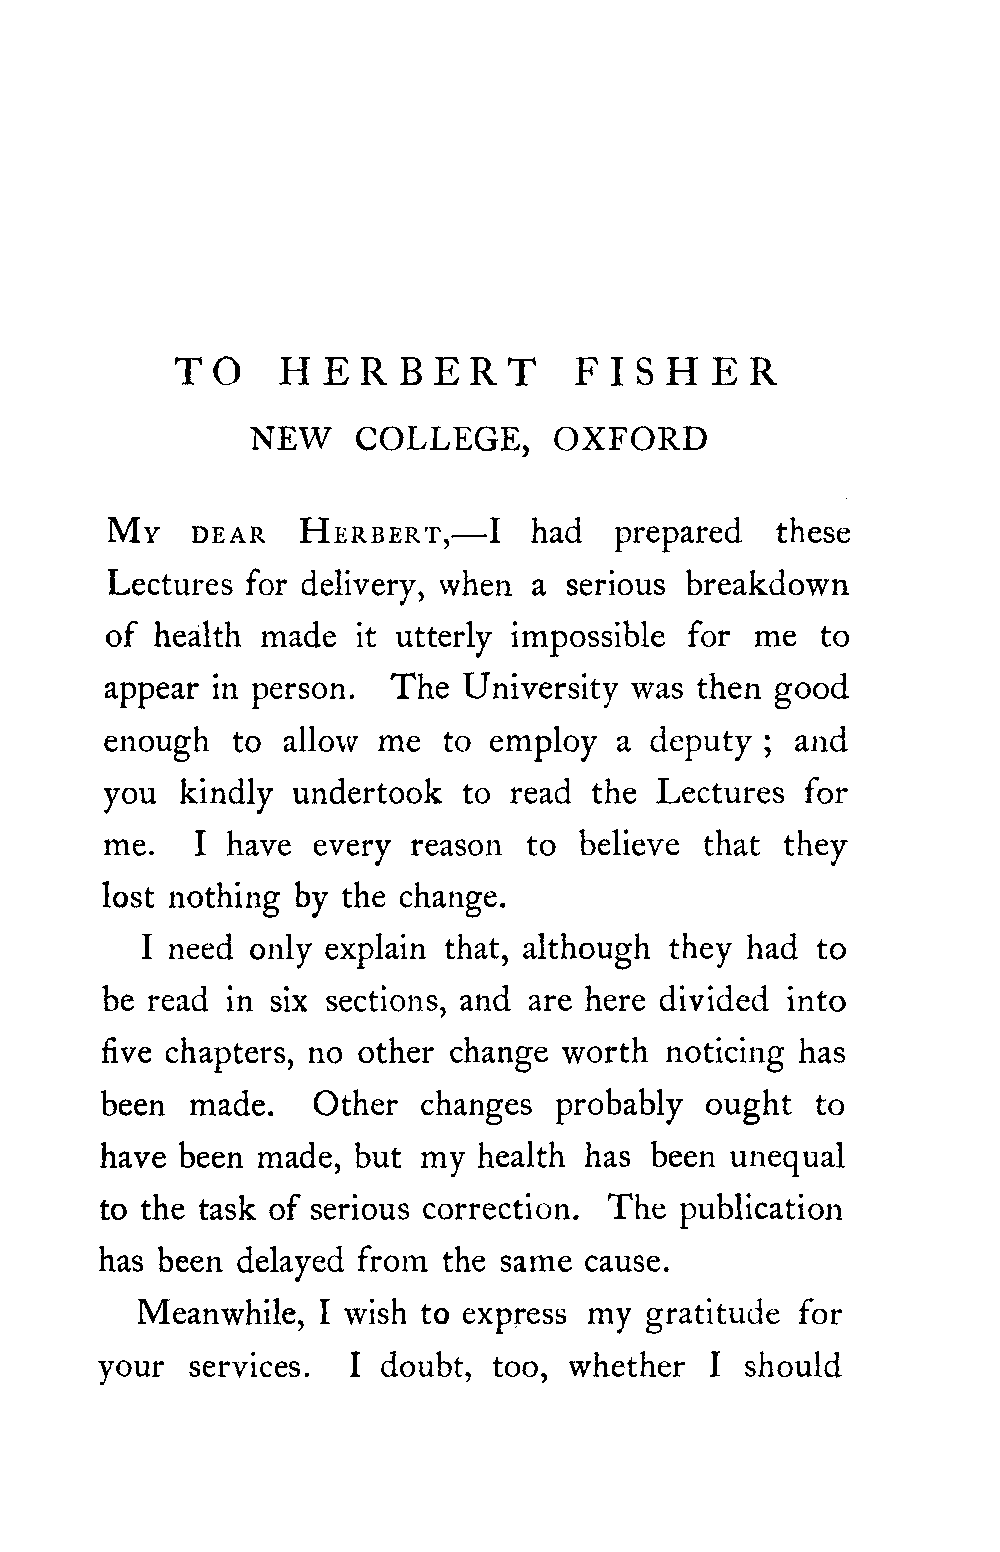 TO HERBERT FISHER
NEW COLLEGE, OXFORD
My dear Herbert,—I had prepared these
Lectures for delivery, when a serious breakdown
of health made it utterly impossible for me to
appear in person. The University was then good
enough to allow me to employ a deputy ; and
you kindly undertook to read the Lectures for
me. I have every reason to believe that they
lost nothing by the change.
I need only explain that, although they had to
be read in six sections, and are here divided into
five chapters, no other change worth noticing has
been made. Other changes probably ought to
have been made, but my health has been unequal
to the task of serious correction. The publication
has been delayed from the same cause.
Meanwhile, I wish to express my gratitude for
your services. I doubt, too, whether I should